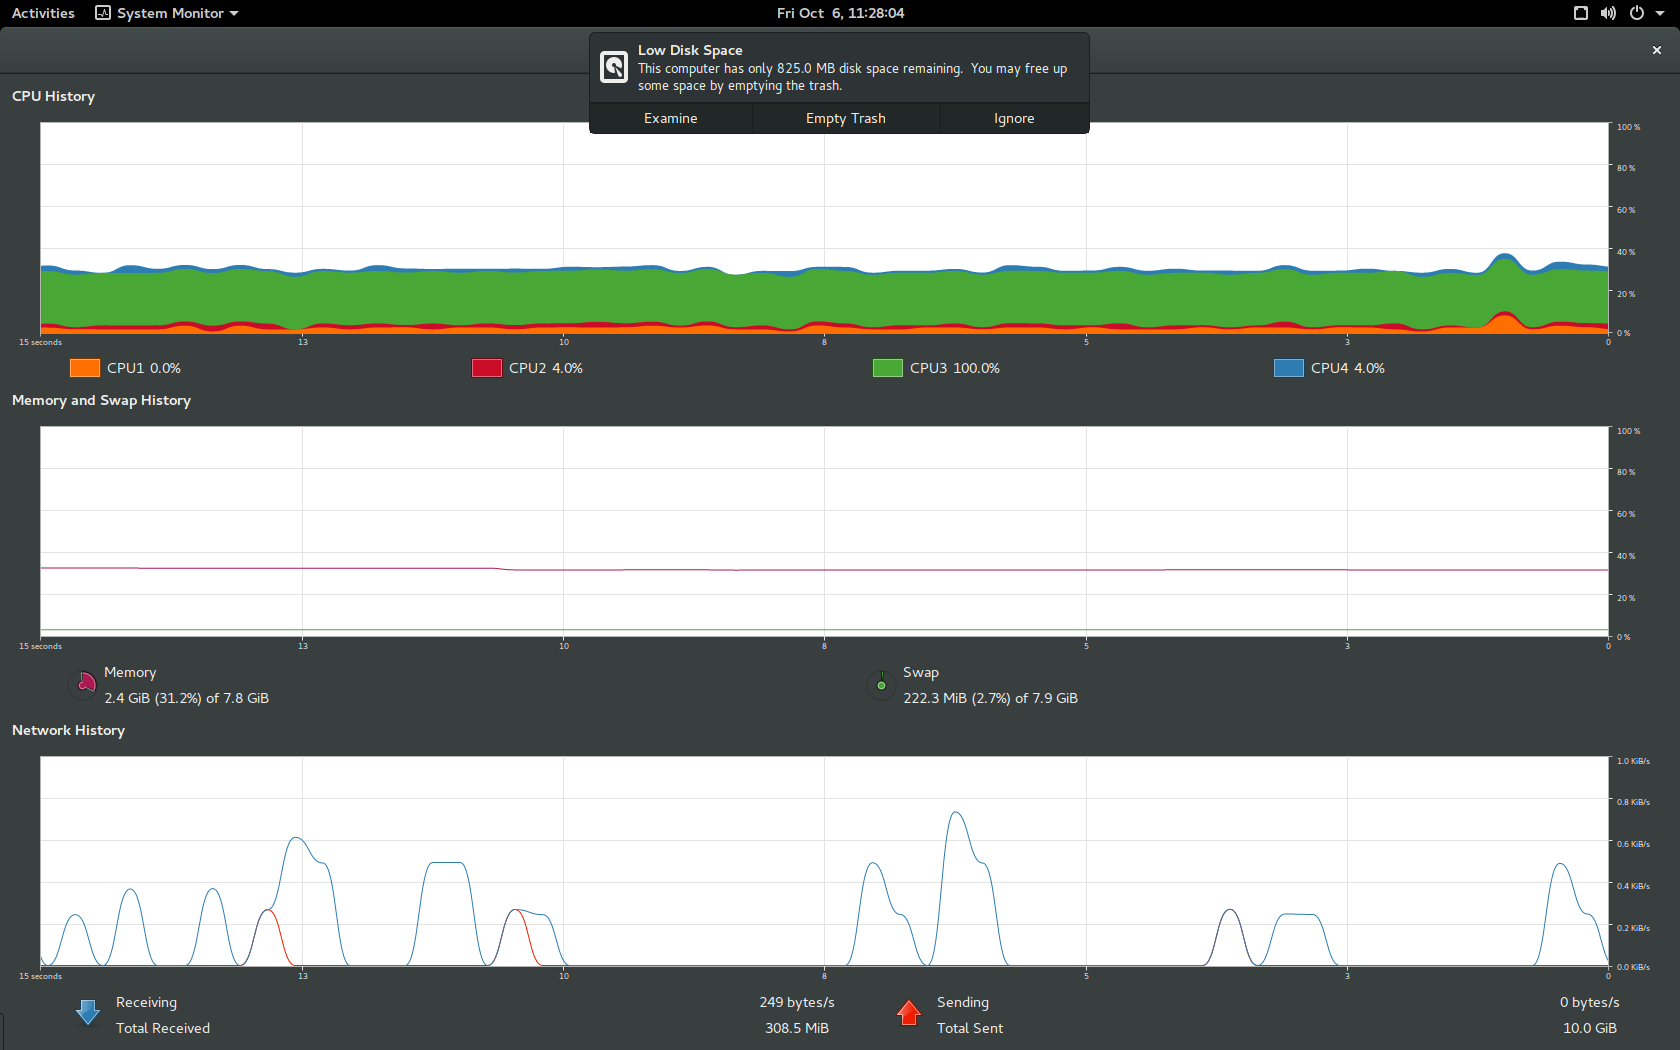 Activities
System Monitor
Fri Oct  6, 11:28:04
Low Disk Space
This computer has only 825.0 MB disk space remaining.  You may free up
some space by emptying the trash.
Examine
Empty Trash
Ignore
CPU History
100 %
80 %
60 %
40 %
20 %
0 %
15 seconds
13
10
8
5
3
0
CPU1 0.0%
CPU2 4.0%
CPU3 100.0%
CPU4 4.0%
Memory and Swap History
100 %
80 %
60 %
40 %
20 %
0 %
15 seconds
13
10
8
5
3
0
Memory
2.4 GiB (31.2%) of 7.8 GiB
Swap
222.3 MiB (2.7%) of 7.9 GiB
Network History
1.0 KiB/s
0.8 KiB/s
0.6 KiB/s
0.4 KiB/s
0.2 KiB/s
0.0 KiB/s
15 seconds
13
10
8
5
3
0
Receiving
249 bytes/s
Total Received
308.5 MiB
Sending
0 bytes/s
Total Sent
10.0 GiB